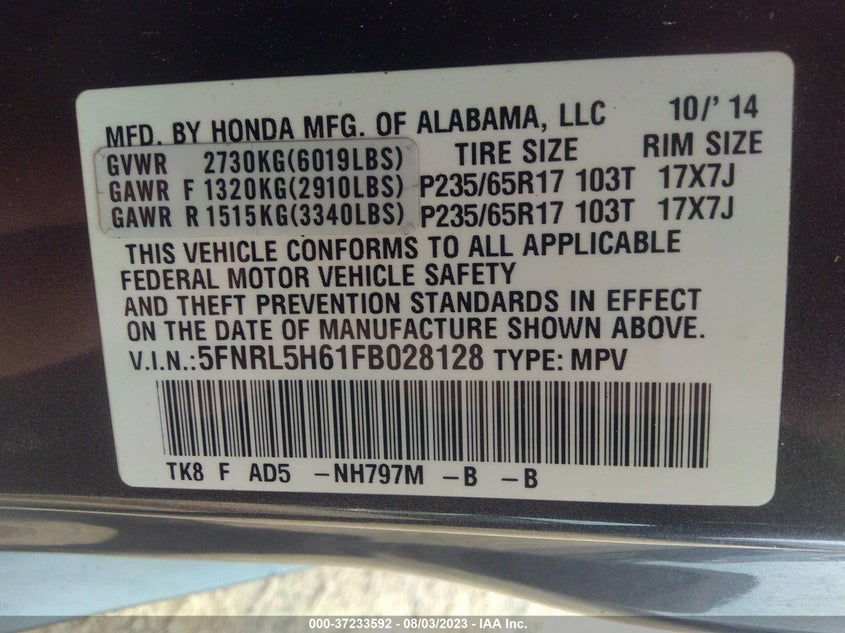 MFD. BY HONDA MFG. OF ALABAMA, LLC 10/' 14
GVWR 2730KG(6019LBS) TIRE SIZE RIM SIZE
GAWR F 1320KG(2910LBS) P235/65R17 103T 17X7J
GAWR R 1515KG(3340LBS) P235/65R17 103T 17X7J
THIS VEHICLE CONFORMS TO ALL APPLICABLE
FEDERAL MOTOR VEHICLE SAFETY
AND THEFT PREVENTION STANDARDS IN EFFECT
ON THE DATE OF MANUFACTURE SHOWN ABOVE.
V.I.N.:5FNRL5H61FB028128 TYPE: MPV
TK8 F AD5 -NH797M -B -B
000-37233592 - 08/03/2023 - IAA Inc.